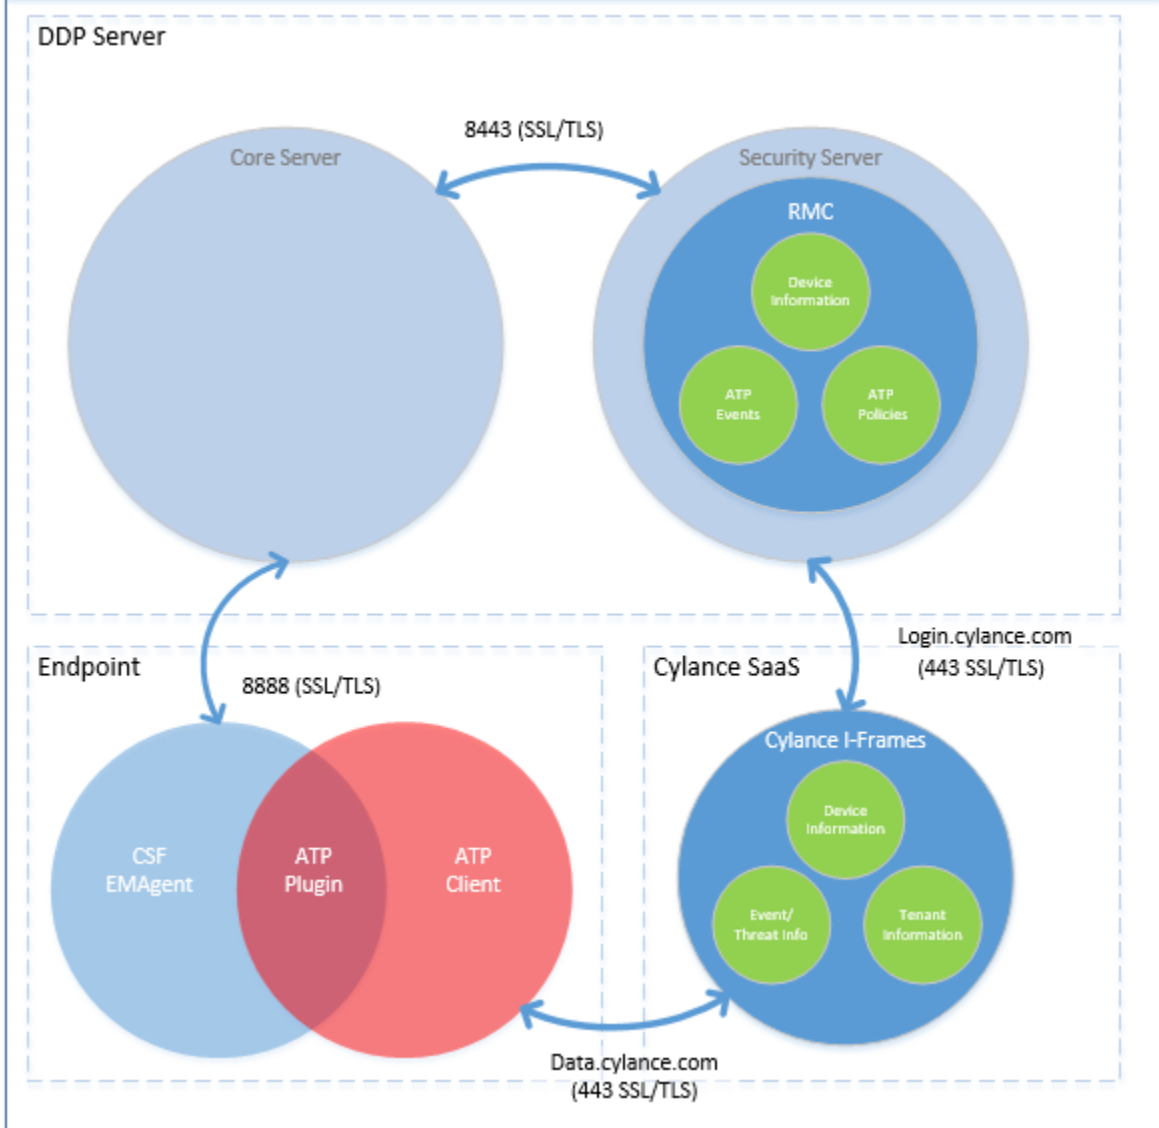 DDP Server
8443 (SSL/TLS)
Core Server
Security Server
RMC
Device
Information
ATP
Events
ATP
Policies
Login.cylance.com
(443 SSL/TLS)
Endpoint
8888 (SSL/TLS)
Cylance SaaS
CSF
EMAgent
ATP
Plugin
ATP
Client
Cylance I-Frames
Device
Information
Event/
Threat Info
Tenant
Information
Data.cylance.com
(443 SSL/TLS)